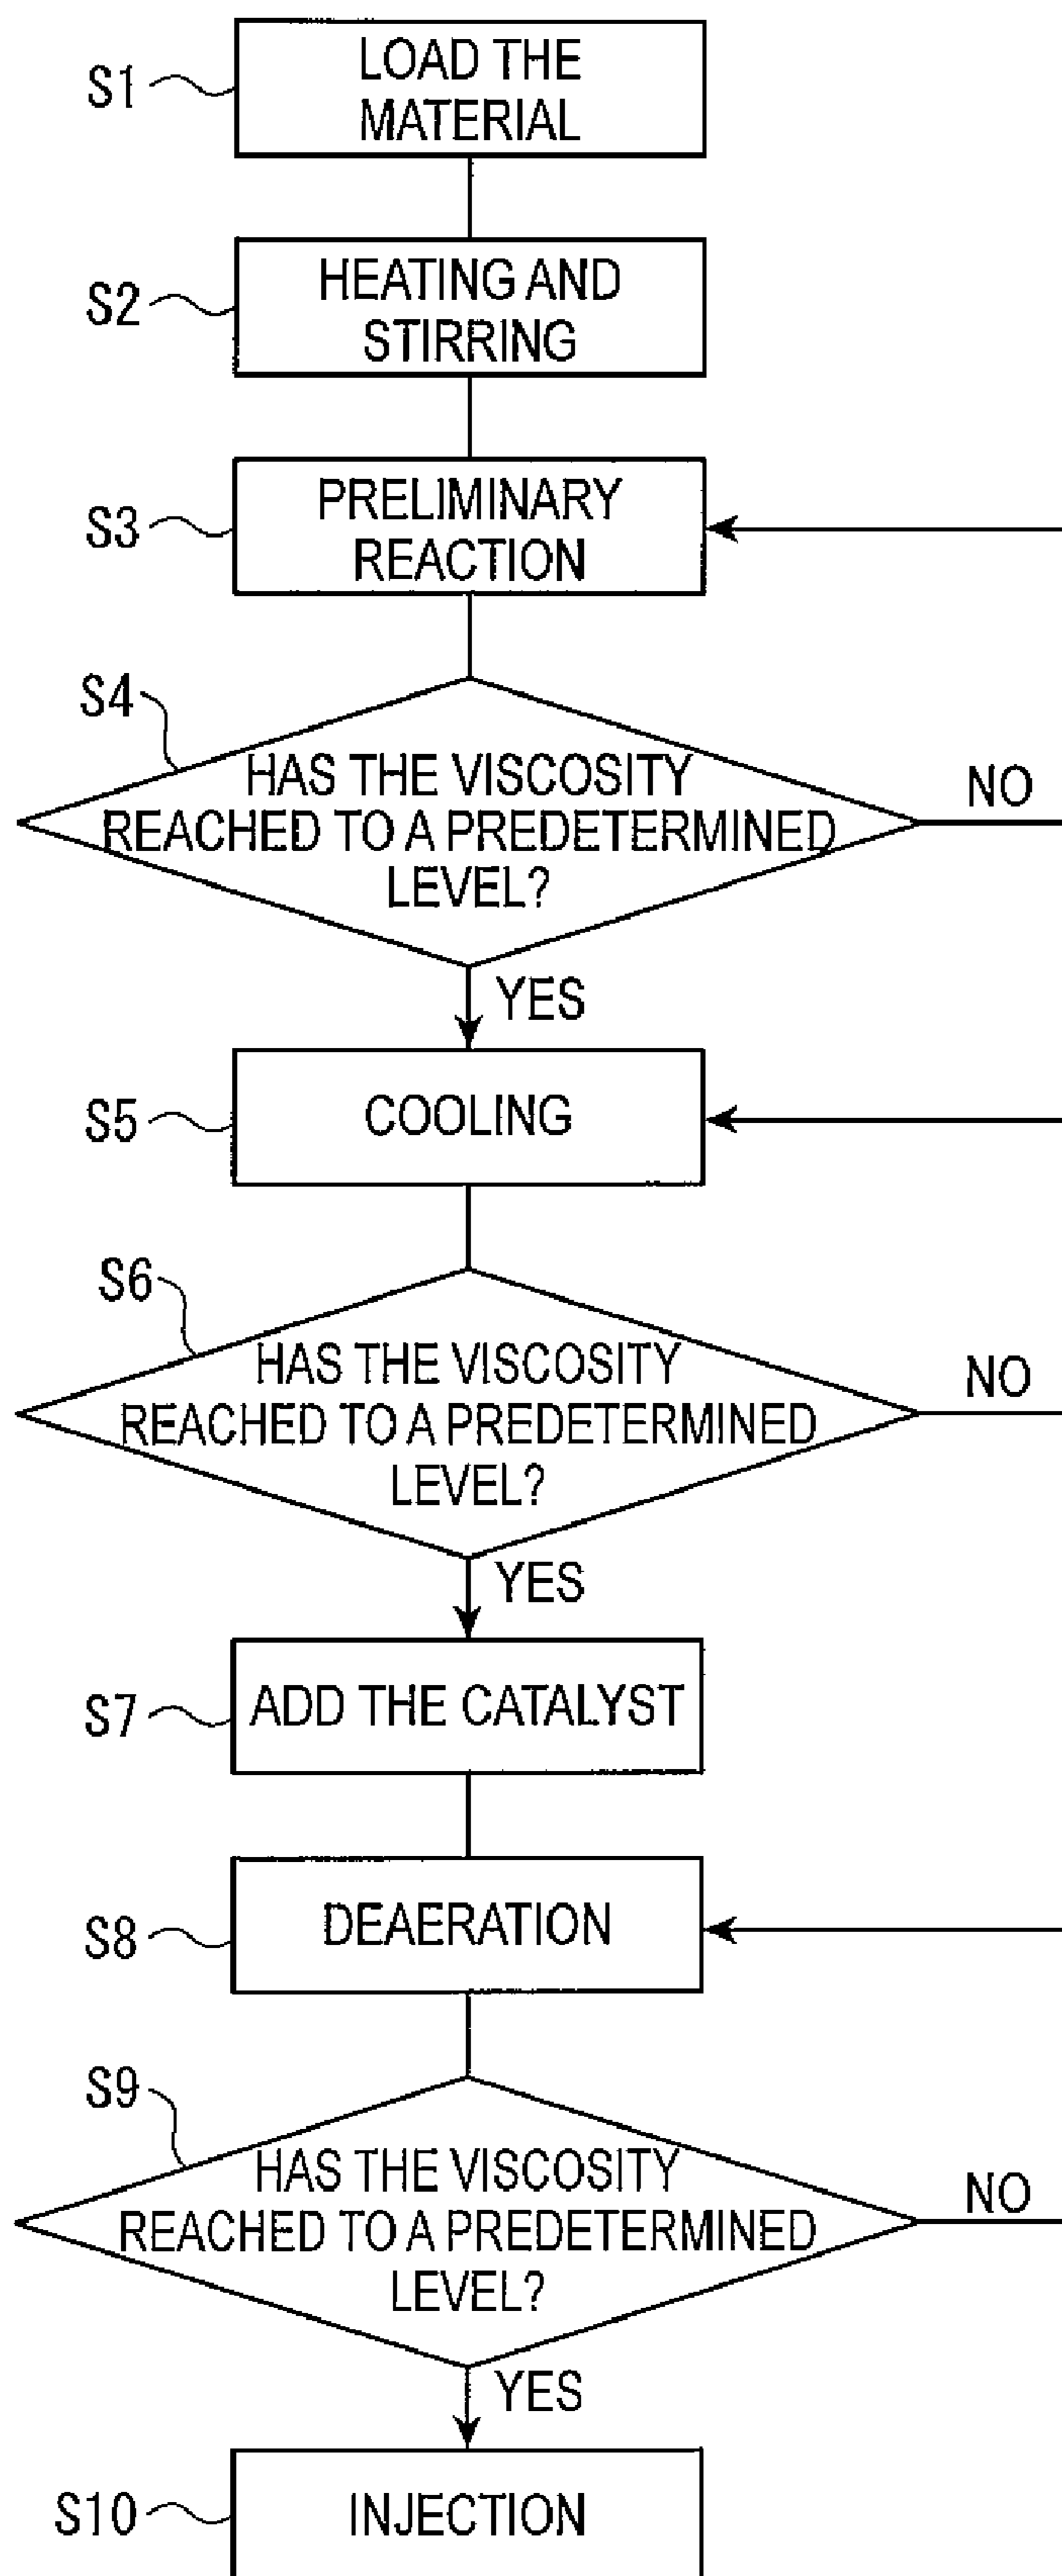 S1
LOAD THE
MATERIAL
S2
HEATING AND
STIRRING
S3
PRELIMINARY
REACTION
S4
HAS THE VISCOSITY
REACHED TO A PREDETERMINED
LEVEL?
NO
YES
S5
COOLING
S6
HAS THE VISCOSITY
REACHED TO A PREDETERMINED
LEVEL?
NO
YES
S7
ADD THE CATALYST
S8
DEAERATION
S9
HAS THE VISCOSITY
REACHED TO A PREDETERMINED
LEVEL?
NO
YES
S10
INJECTION